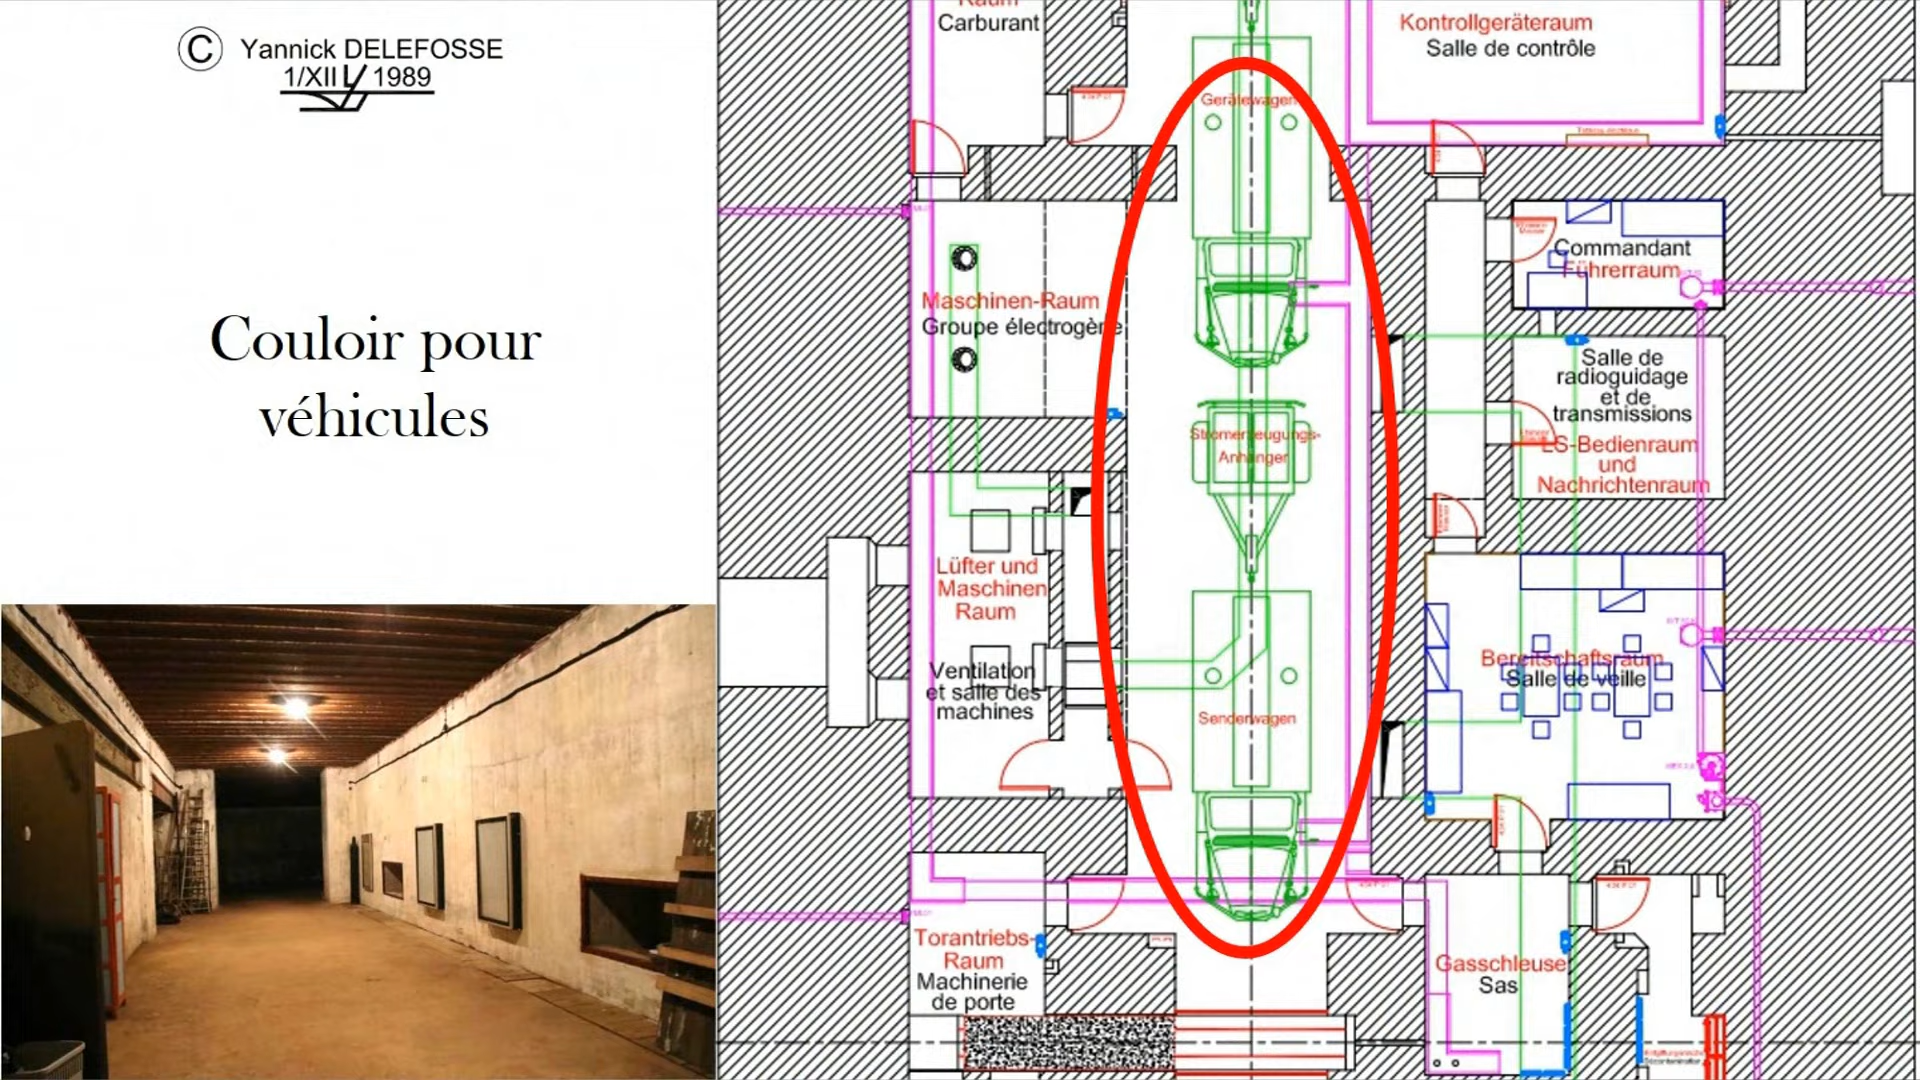 © Yannick DELEFOSSE
1/XII/1989
Couloir pour
véhicules
Raum
Carburant
Kontrollgeräteraum
Salle de contrôle
Gerätewagen
Commandant
Führerraum
Maschinen-Raum
Groupe électrogène
Salle de
radioguidage
et de
transmissions
LS-Bedienraum
und
Nachrichtenraum
Stromerzeugungs-
Anhänger
Lüfter und
Maschinen
Raum
Ventilation
et salle des
machines
Senderwagen
Bereitschaftsraum
Salle de veille
Torantriebs-
Raum
Machinerie
de porte
Gasschleuse
Sas